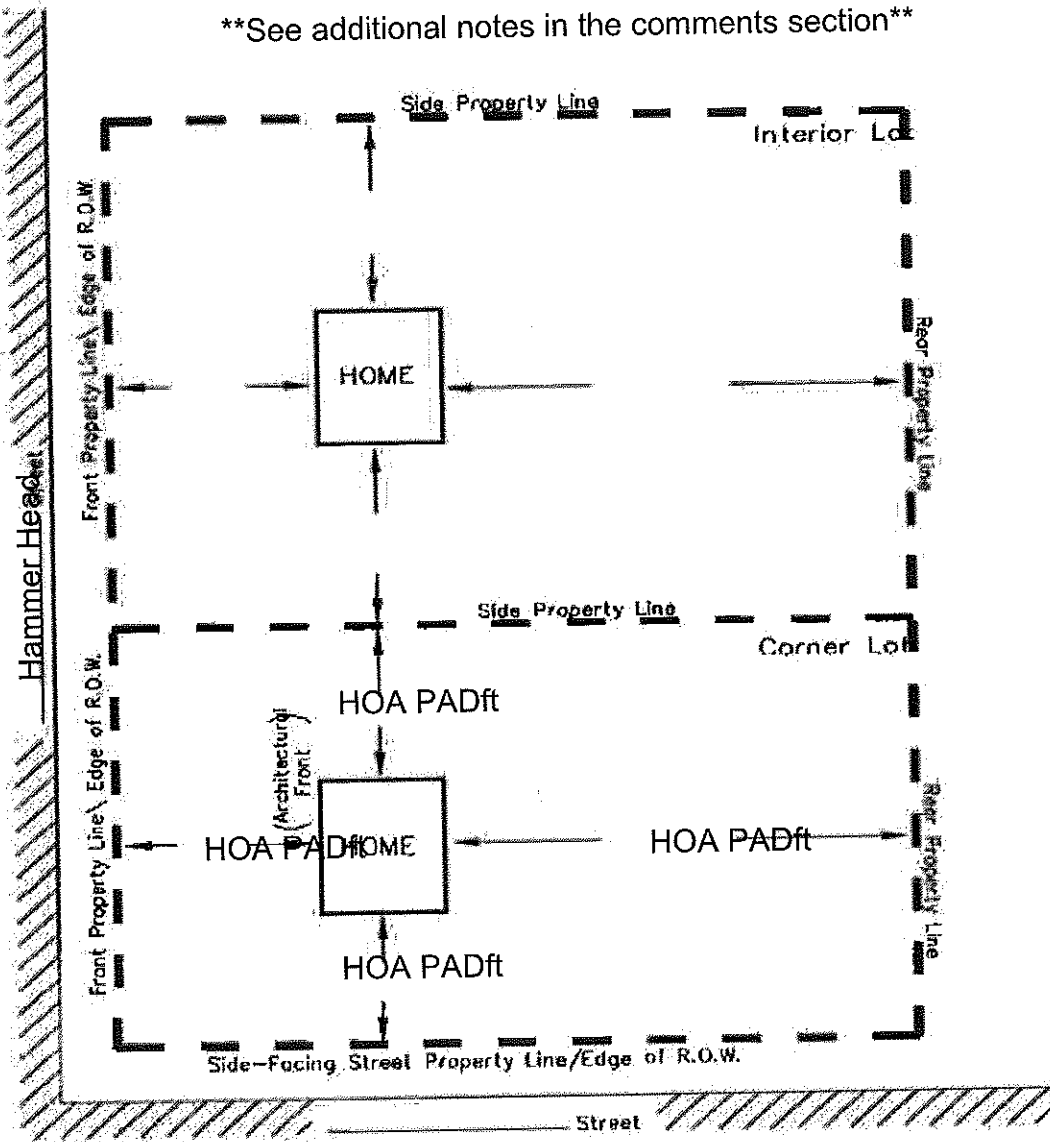 **See additional notes in the comments section**
Side Property Line
Interior Lot
Front Property Line\ Edge of R.O.W.
HOME
Rear Property Line
Hammer Head
Street
Side Property Line
Corner Lot
HOA PADft
Front Property Line\ Edge of R.O.W.
(Architectural
Front)
HOA PADft
HOME
HOA PADft
Rear Property Line
HOA PADft
Side-Facing Street Property Line/Edge of R.O.W.
Street